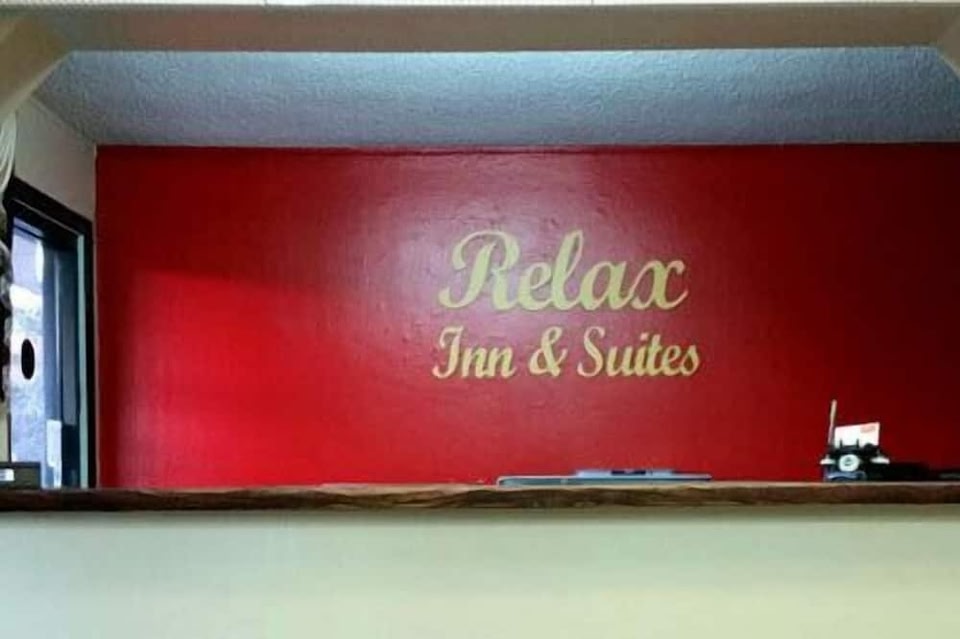 Relax
Inn & Suites